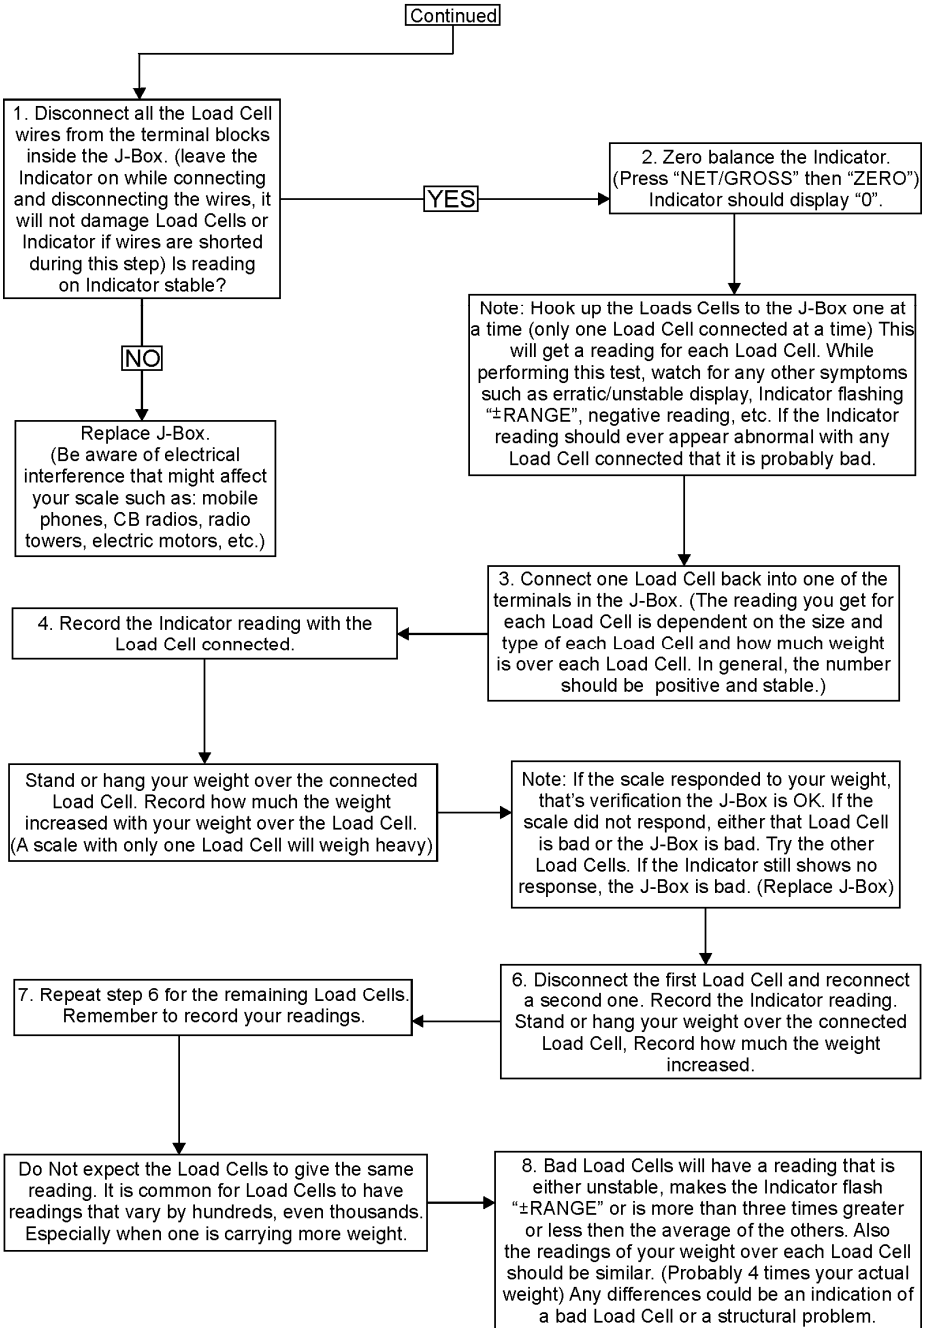 Continued
1. Disconnect all the Load Cell
wires from the terminal blocks
inside the J-Box. (leave the
Indicator on while connecting
and disconnecting the wires, it
will not damage Load Cells or
Indicator if wires are shorted
during this step) Is reading
on Indicator stable?
YES
2. Zero balance the Indicator.
(Press “NET/GROSS” then “ZERO”)
Indicator should display “0”.
NO
Replace J-Box.
(Be aware of electrical
interference that might affect
your scale such as: mobile
phones, CB radios, radio
towers, electric motors, etc.)
Note: Hook up the Loads Cells to the J-Box one at
a time (only one Load Cell connected at a time) This
will get a reading for each Load Cell. While
performing this test, watch for any other symptoms
such as erratic/unstable display, Indicator flashing
“±RANGE”, negative reading, etc. If the Indicator
reading should ever appear abnormal with any
Load Cell connected that it is probably bad.
3. Connect one Load Cell back into one of the
terminals in the J-Box. (The reading you get for
each Load Cell is dependent on the size and
type of each Load Cell and how much weight
is over each Load Cell. In general, the number
should be  positive and stable.)
4. Record the Indicator reading with the
Load Cell connected.
Stand or hang your weight over the connected
Load Cell. Record how much the weight
increased with your weight over the Load Cell.
(A scale with only one Load Cell will weigh heavy)
Note: If the scale responded to your weight,
that’s verification the J-Box is OK. If the
scale did not respond, either that Load Cell
is bad or the J-Box is bad. Try the other
Load Cells. If the Indicator still shows no
response, the J-Box is bad. (Replace J-Box)
6. Disconnect the first Load Cell and reconnect
a second one. Record the Indicator reading.
Stand or hang your weight over the connected
Load Cell, Record how much the weight
increased.
7. Repeat step 6 for the remaining Load Cells.
Remember to record your readings.
Do Not expect the Load Cells to give the same
reading. It is common for Load Cells to have
readings that vary by hundreds, even thousands.
Especially when one is carrying more weight.
8. Bad Load Cells will have a reading that is
either unstable, makes the Indicator flash
“±RANGE” or is more than three times greater
or less then the average of the others. Also
the readings of your weight over each Load Cell
should be similar. (Probably 4 times your actual
weight) Any differences could be an indication of
a bad Load Cell or a structural problem.